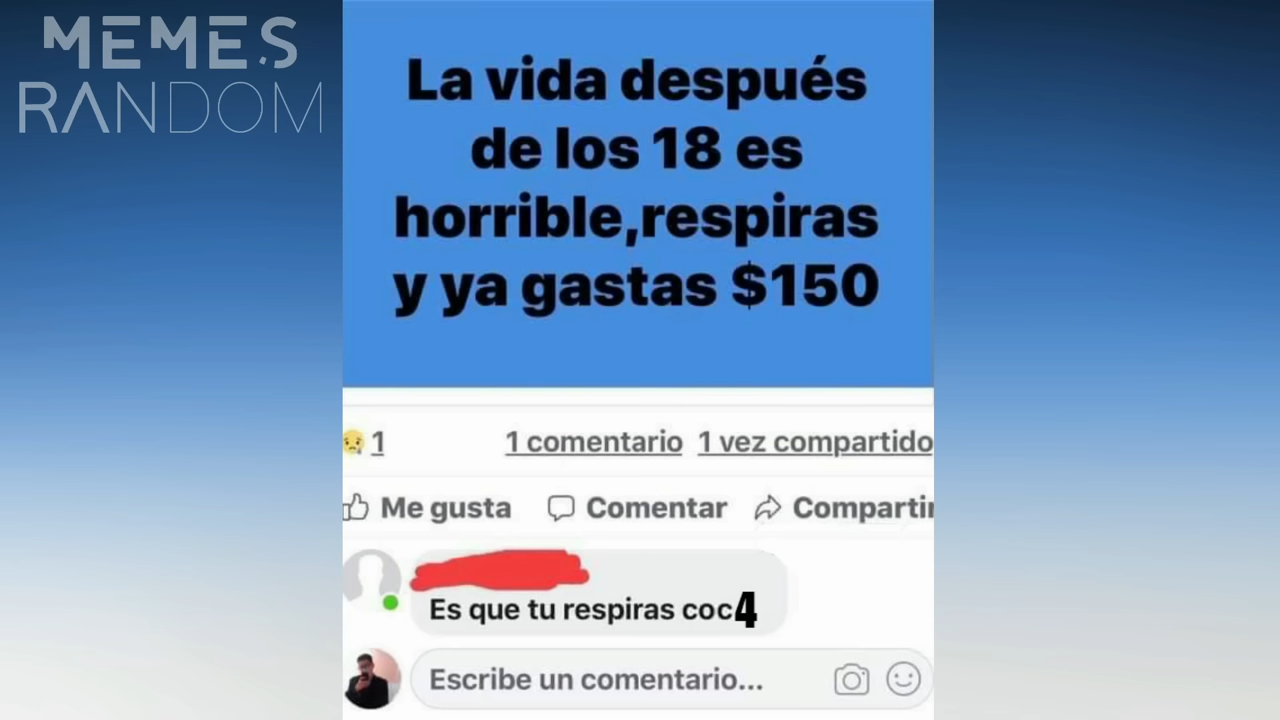 MEMES
RANDOM
La vida después
de los 18 es
horrible,respiras
y ya gastas $150
1
1 comentario 1 vez compartido
Me gusta Comentar Compartir
Es que tu respiras coc4
Escribe un comentario...